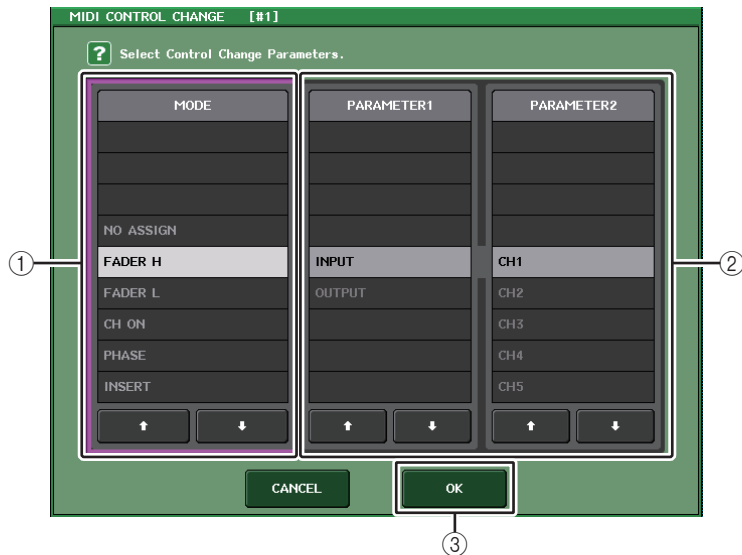 MIDI CONTROL CHANGE [#1]
? Select Control Change Parameters.
MODE PARAMETER1 PARAMETER2
NO ASSIGN
① FADER H INPUT CH1 ②
FADER L OUTPUT CH2
CH ON CH3
PHASE CH4
INSERT CH5
CANCEL OK
③